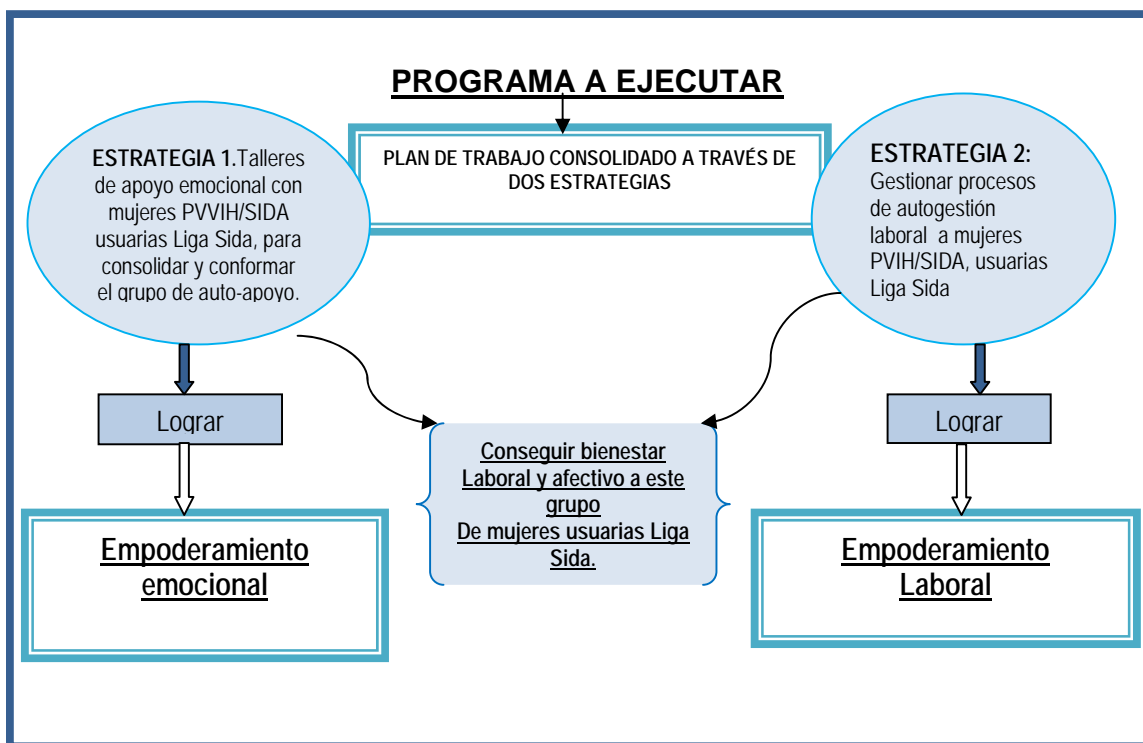 PROGRAMA A EJECUTAR
PLAN DE TRABAJO CONSOLIDADO A TRAVÉS DE
DOS ESTRATEGIAS
ESTRATEGIA 1.Talleres
de apoyo emocional con
mujeres PVVIH/SIDA
usuarias Liga Sida, para
consolidar y conformar
el grupo de auto-apoyo.
ESTRATEGIA 2:
Gestionar procesos
de autogestión
laboral a mujeres
PVIH/SIDA, usuarias
Liga Sida
Lograr
Lograr
Conseguir bienestar
Laboral y afectivo a este
grupo
De mujeres usuarias Liga
Sida.
Empoderamiento
emocional
Empoderamiento
Laboral